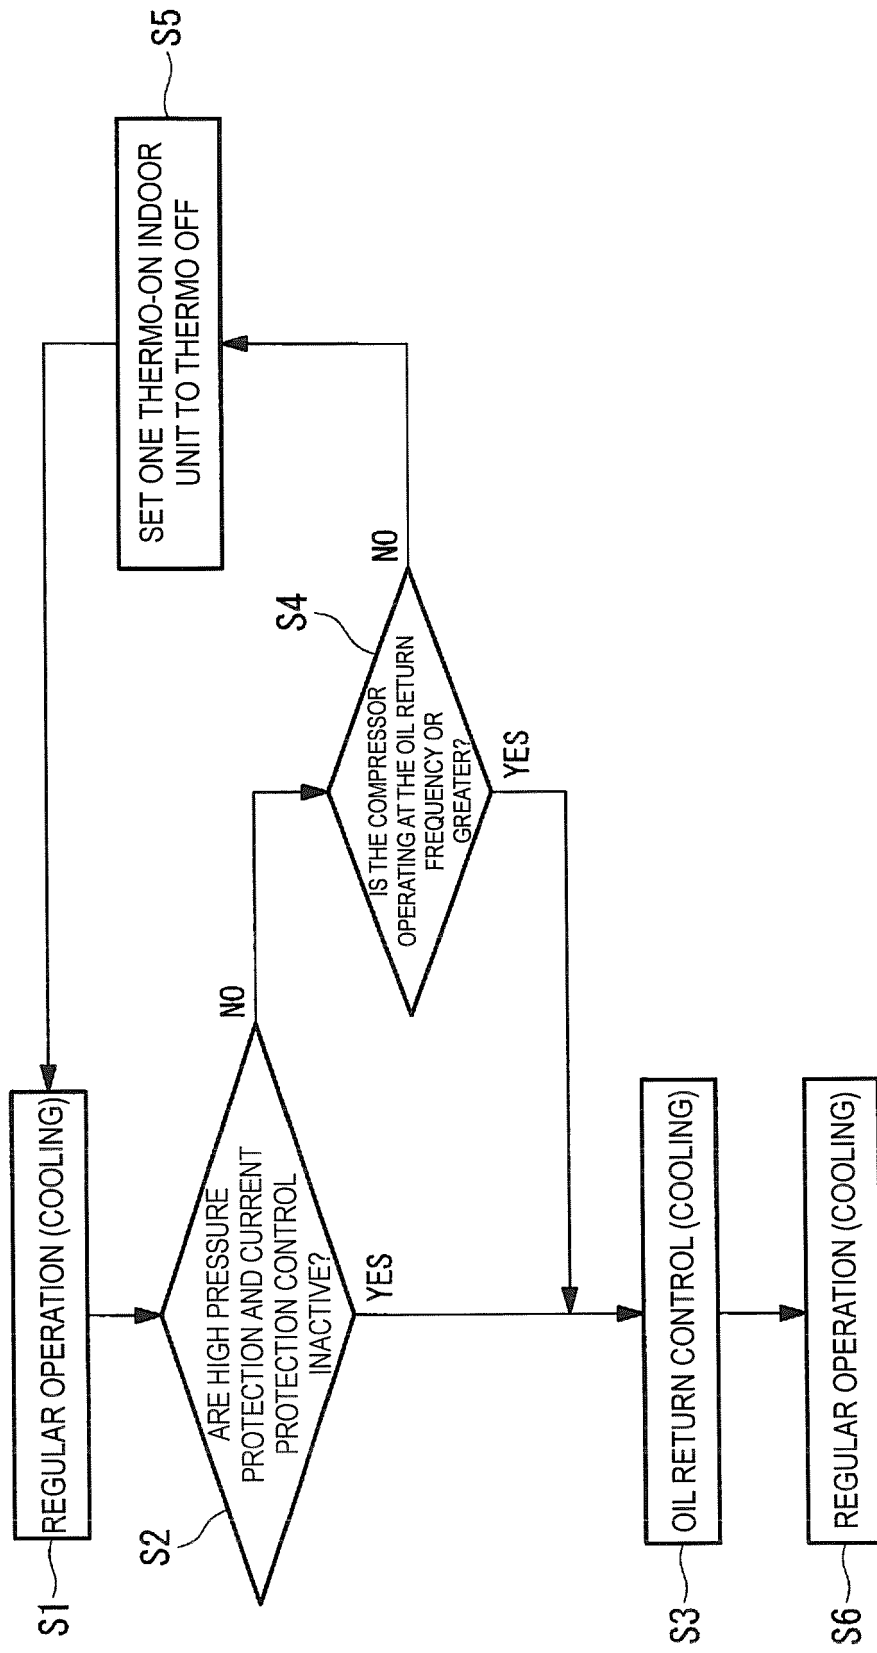 S1
REGULAR OPERATION (COOLING)
S2
ARE HIGH PRESSURE
PROTECTION AND CURRENT
PROTECTION CONTROL
INACTIVE?
NO
YES
S4
IS THE COMPRESSOR
OPERATING AT THE OIL RETURN
FREQUENCY OR
GREATER?
NO
YES
S5
SET ONE THERMO-ON INDOOR
UNIT TO THERMO OFF
S3
OIL RETURN CONTROL (COOLING)
S6
REGULAR OPERATION (COOLING)